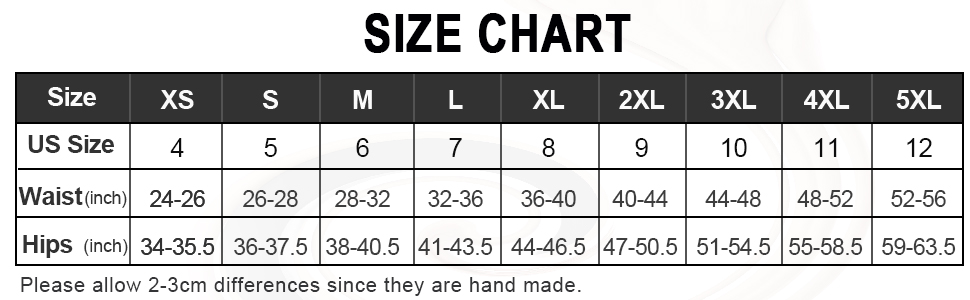 SIZE CHART
Size XS S M L XL 2XL 3XL 4XL 5XL
US Size 4 5 6 7 8 9 10 11 12
Waist(inch) 24-26 26-28 28-32 32-36 36-40 40-44 44-48 48-52 52-56
Hips (inch) 34-35.5 36-37.5 38-40.5 41-43.5 44-46.5 47-50.5 51-54.5 55-58.5 59-63.5
Please allow 2-3cm differences since they are hand made.